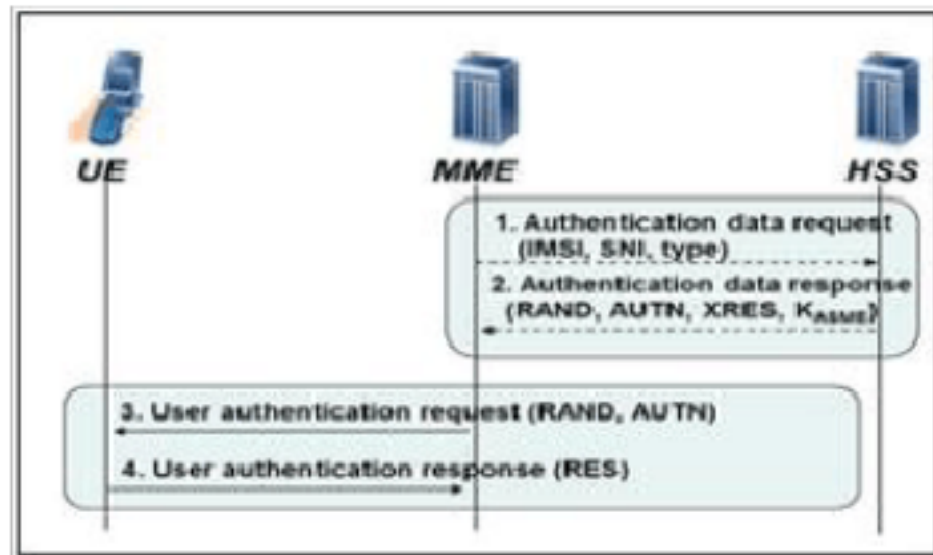 UE
MME
HSS
1. Authentication data request
(IMSI, SNI, type)
2. Authentication data response
(RAND, AUTN, XRES, KASME)
3. User authentication request (RAND, AUTN)
4. User authentication response (RES)